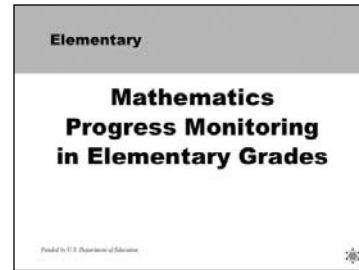 Elementary
Mathematics
Progress Monitoring
in Elementary Grades
Funded by U.S. Department of Education